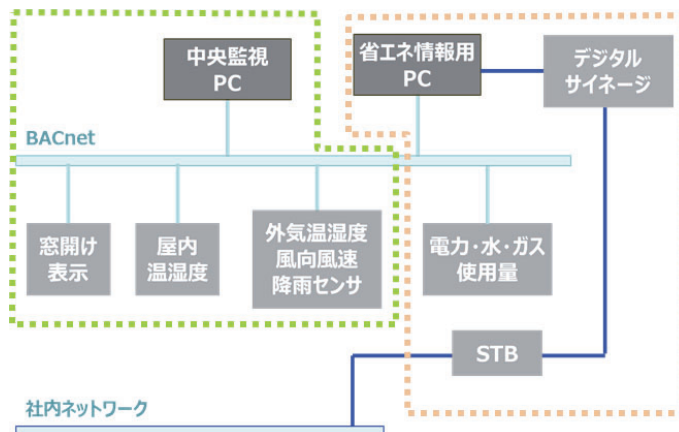 中央監視
PC
省エネ情報用
PC
デジタル
サイネージ
BACnet
窓開け
表示
屋内
温湿度
外気温湿度
風向風速
降雨センサ
電力・水・ガス
使用量
STB
社内ネットワーク